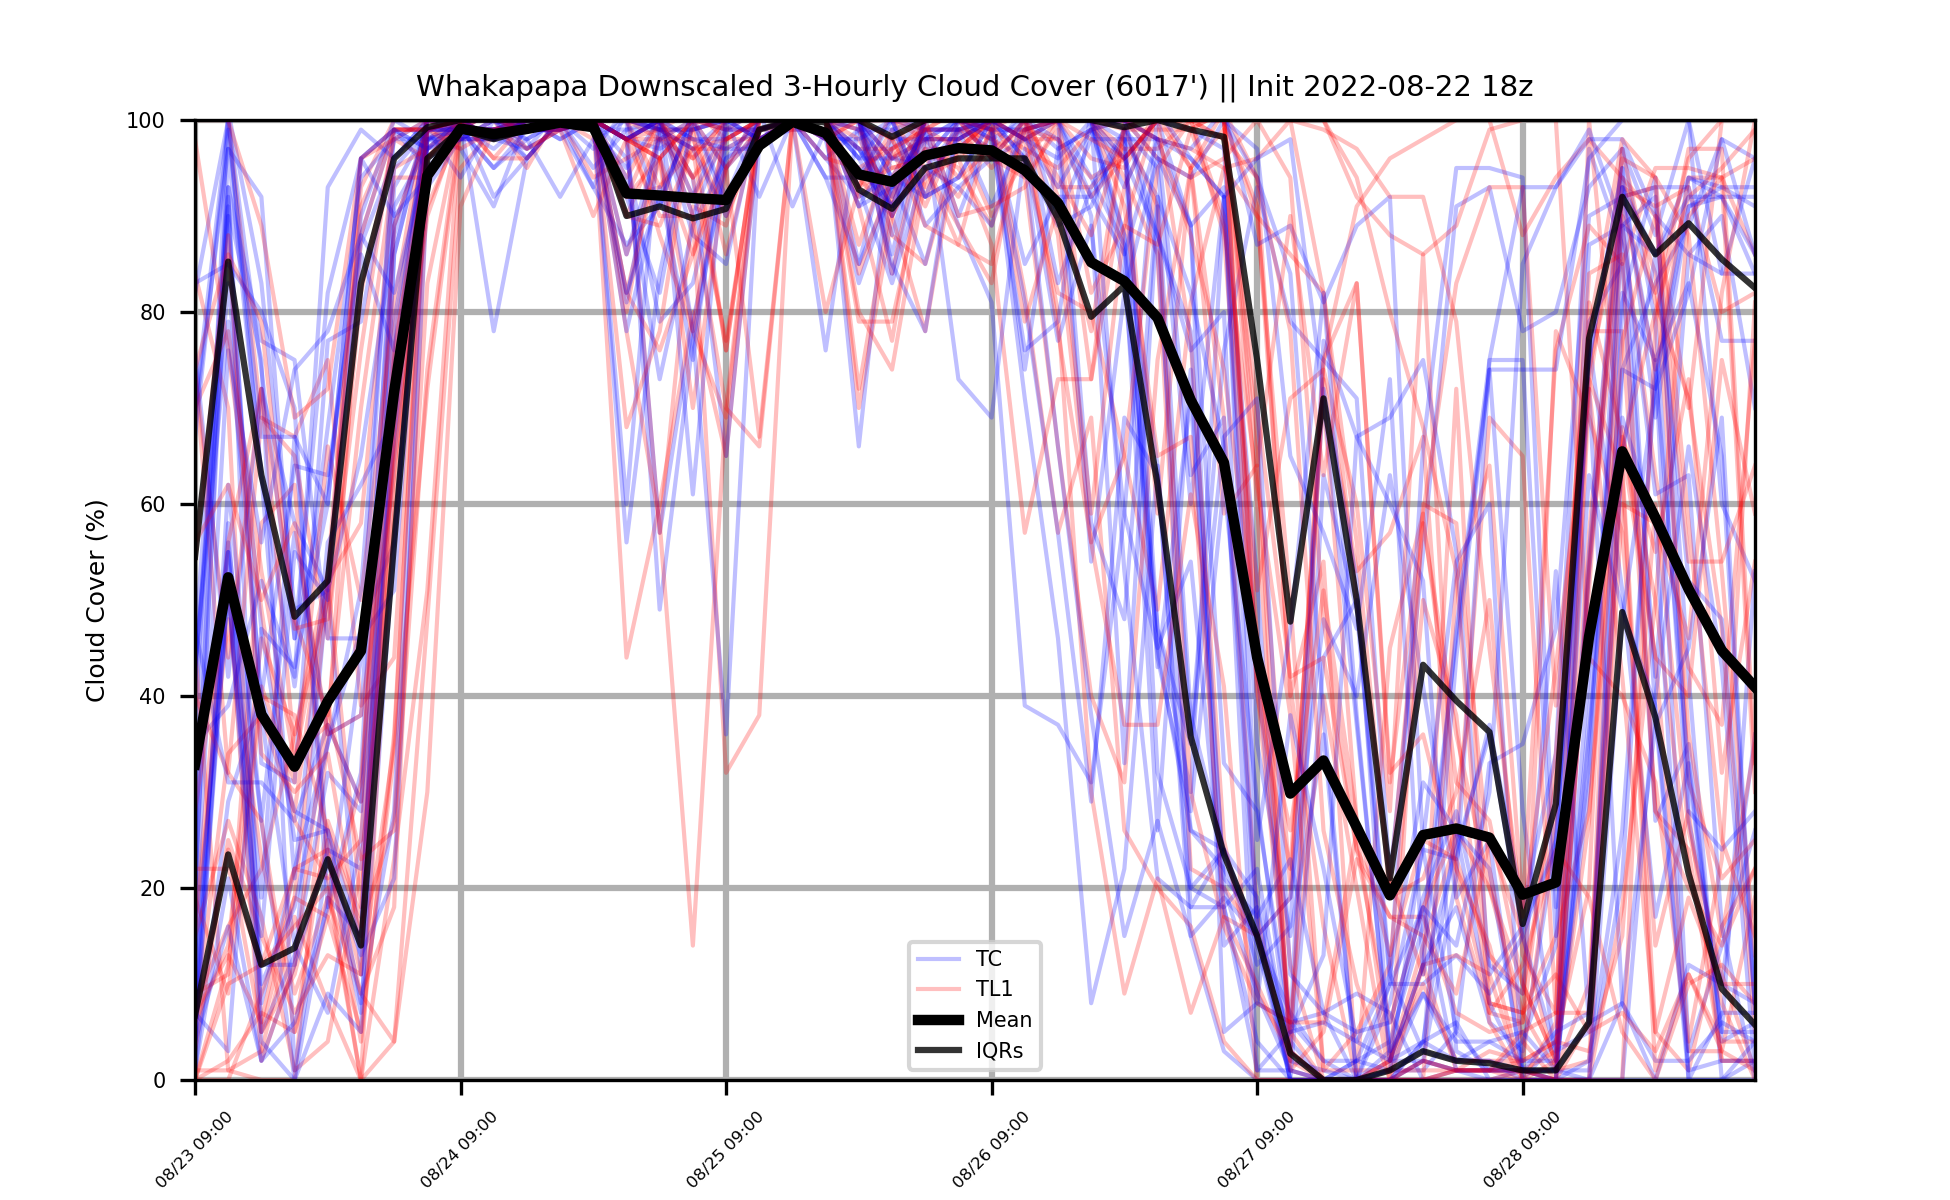 Whakapapa Downscaled 3-Hourly Cloud Cover (6017') || Init 2022-08-22 18z
Cloud Cover (%)
100
80
60
40
20
0
TC
TL1
Mean
IQRs
08/23 09:00
08/24 09:00
08/25 09:00
08/26 09:00
08/27 09:00
08/28 09:00